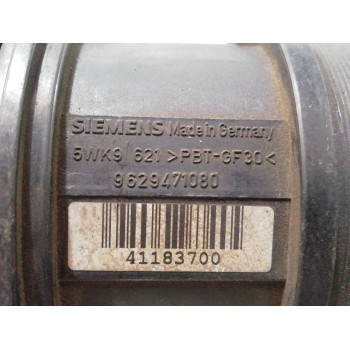 SIEMENS Made in Germany
5WK9 621 >PBT-GF30<
9629471080
41183700